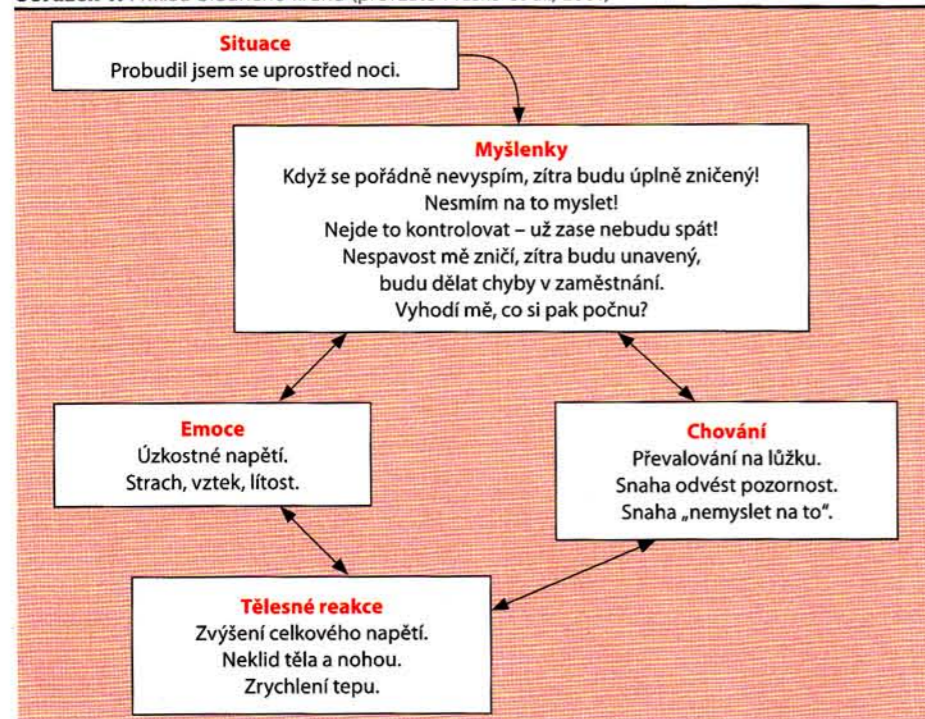 Situace
Probudil jsem se uprostřed noci.
Myšlenky
Když se pořádně nevyspím, zítra budu úplně zničený!
Nesmím na to myslet!
Nejde to kontrolovat – už zase nebudu spát!
Nespavost mě zničí, zítra budu unavený,
budu dělat chyby v zaměstnání.
Vyhodí mě, co si pak počnu?
Emoce
Úzkostné napětí.
Strach, vztek, lítost.
Chování
Převalování na lůžku.
Snaha odvést pozornost.
Snaha „nemyslet na to“.
Tělesné reakce
Zvýšení celkového napětí.
Neklid těla a nohou.
Zrychlení tepu.